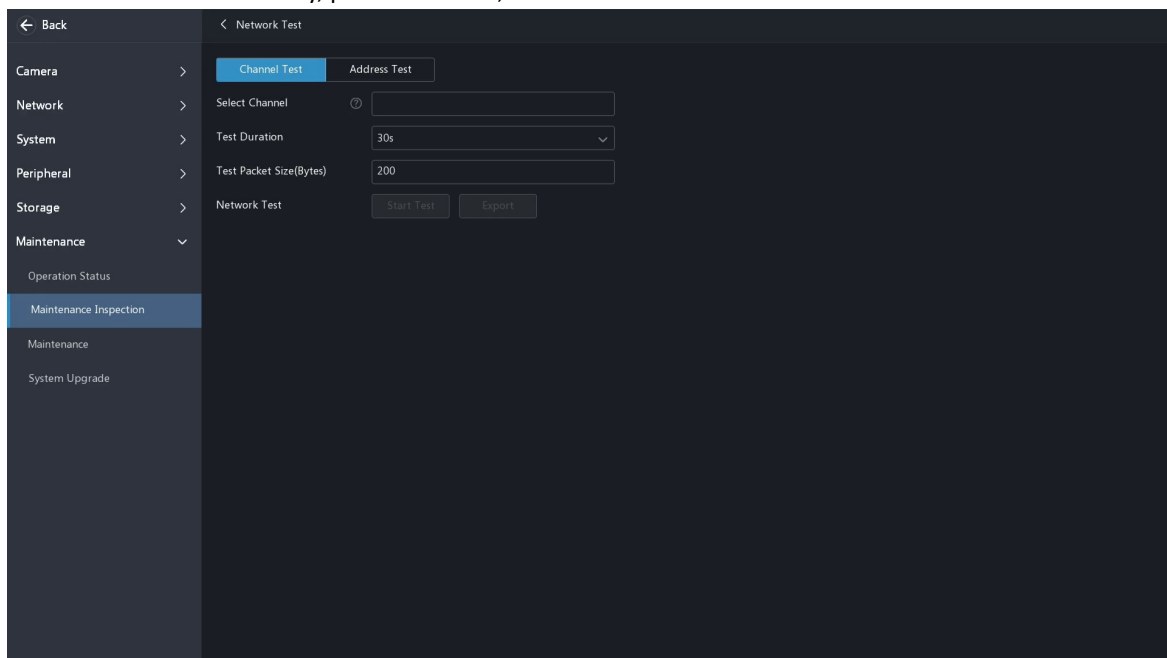 Back
Network Test
Camera
Channel Test Address Test
Network
Select Channel
System
Test Duration 30s
Peripheral
Test Packet Size(Bytes) 200
Storage
Network Test Start Test Export
Maintenance
Operation Status
Maintenance Inspection
Maintenance
System Upgrade